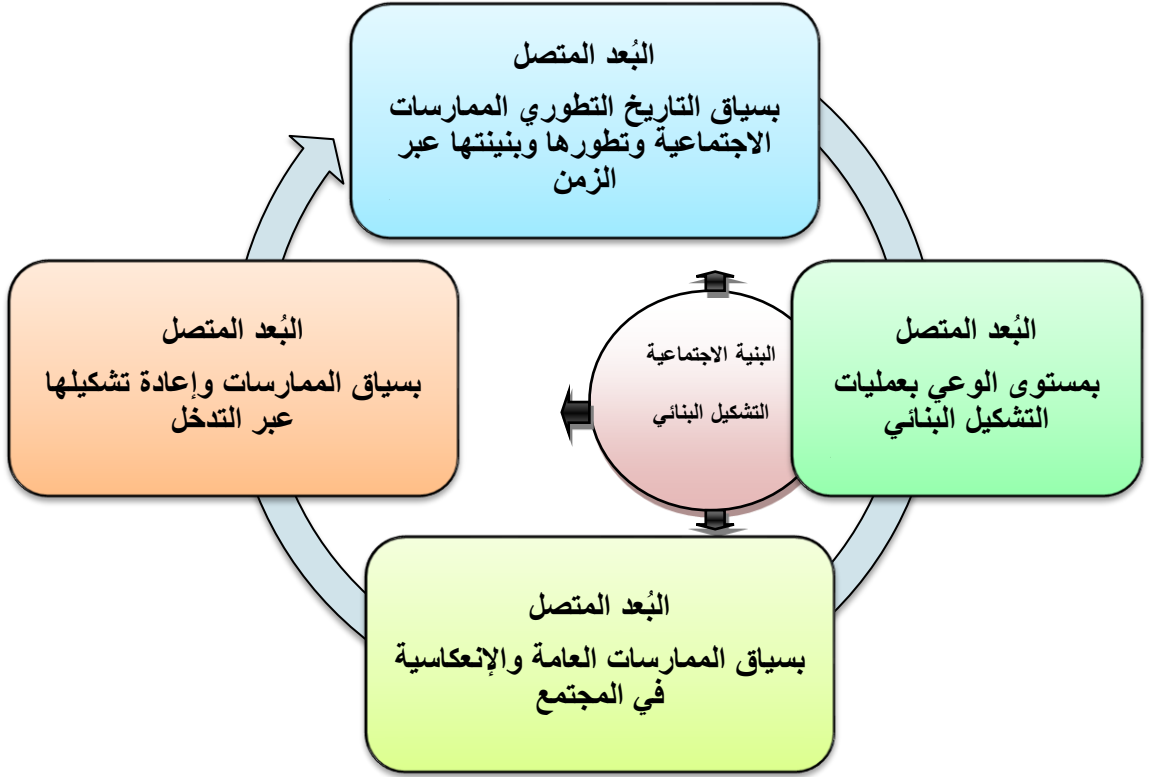 البُعد المتصل
بسياق التاريخ التطوري الممارسات
الاجتماعية وتطورها وبنينتها عبر
الزمن
البُعد المتصل
بمستوى الوعي بعمليات
التشكيل البنائي
البنية الاجتماعية
التشكيل البنائي
البُعد المتصل
بسياق الممارسات وإعادة تشكيلها
عبر التدخل
البُعد المتصل
بسياق الممارسات العامة والإنعكاسية
في المجتمع